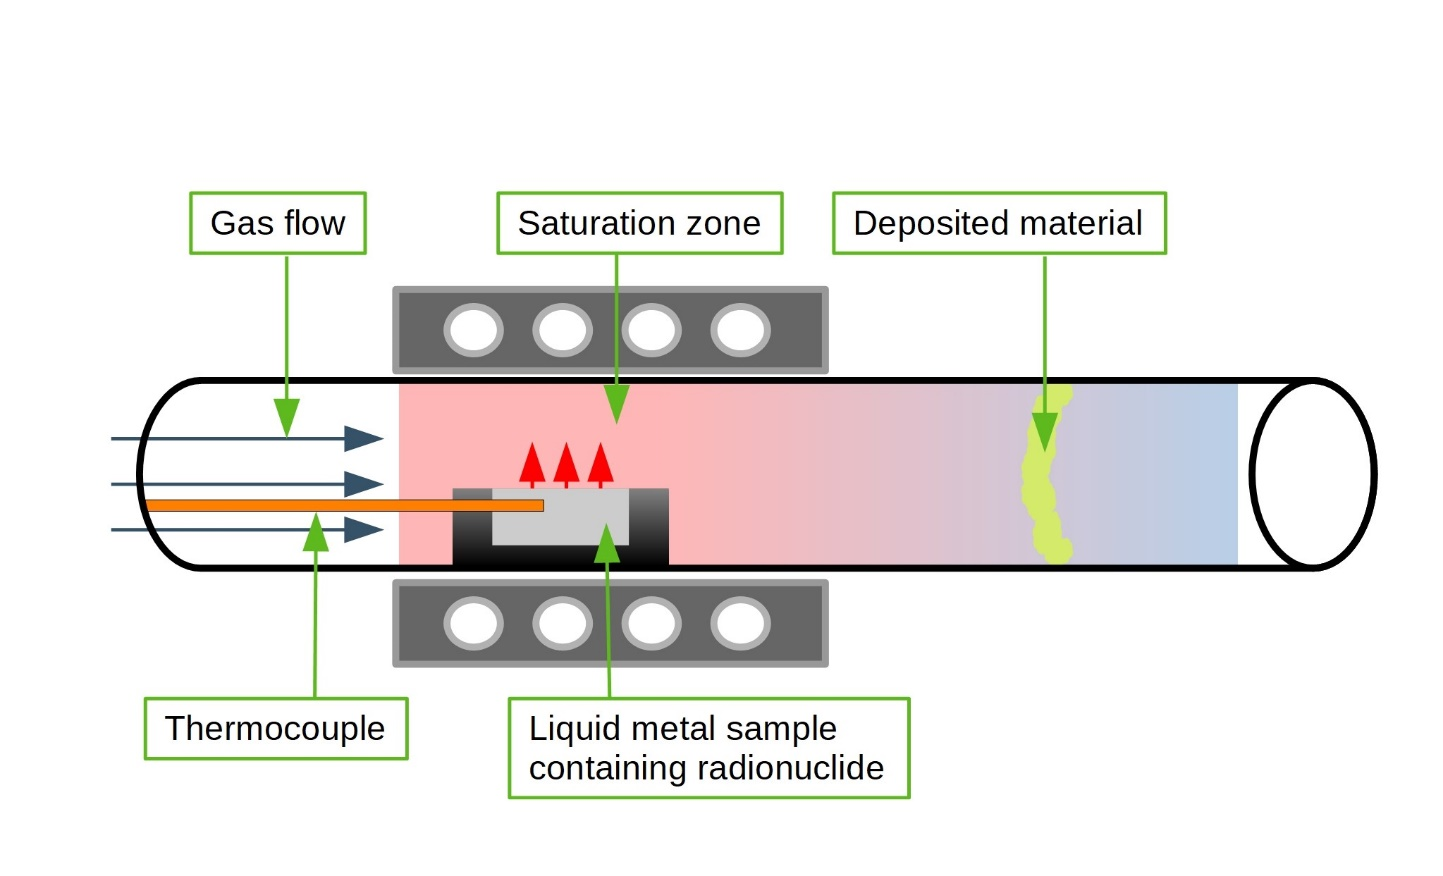 Gas flow
Saturation zone
Deposited material
Thermocouple
Liquid metal sample
containing radionuclide